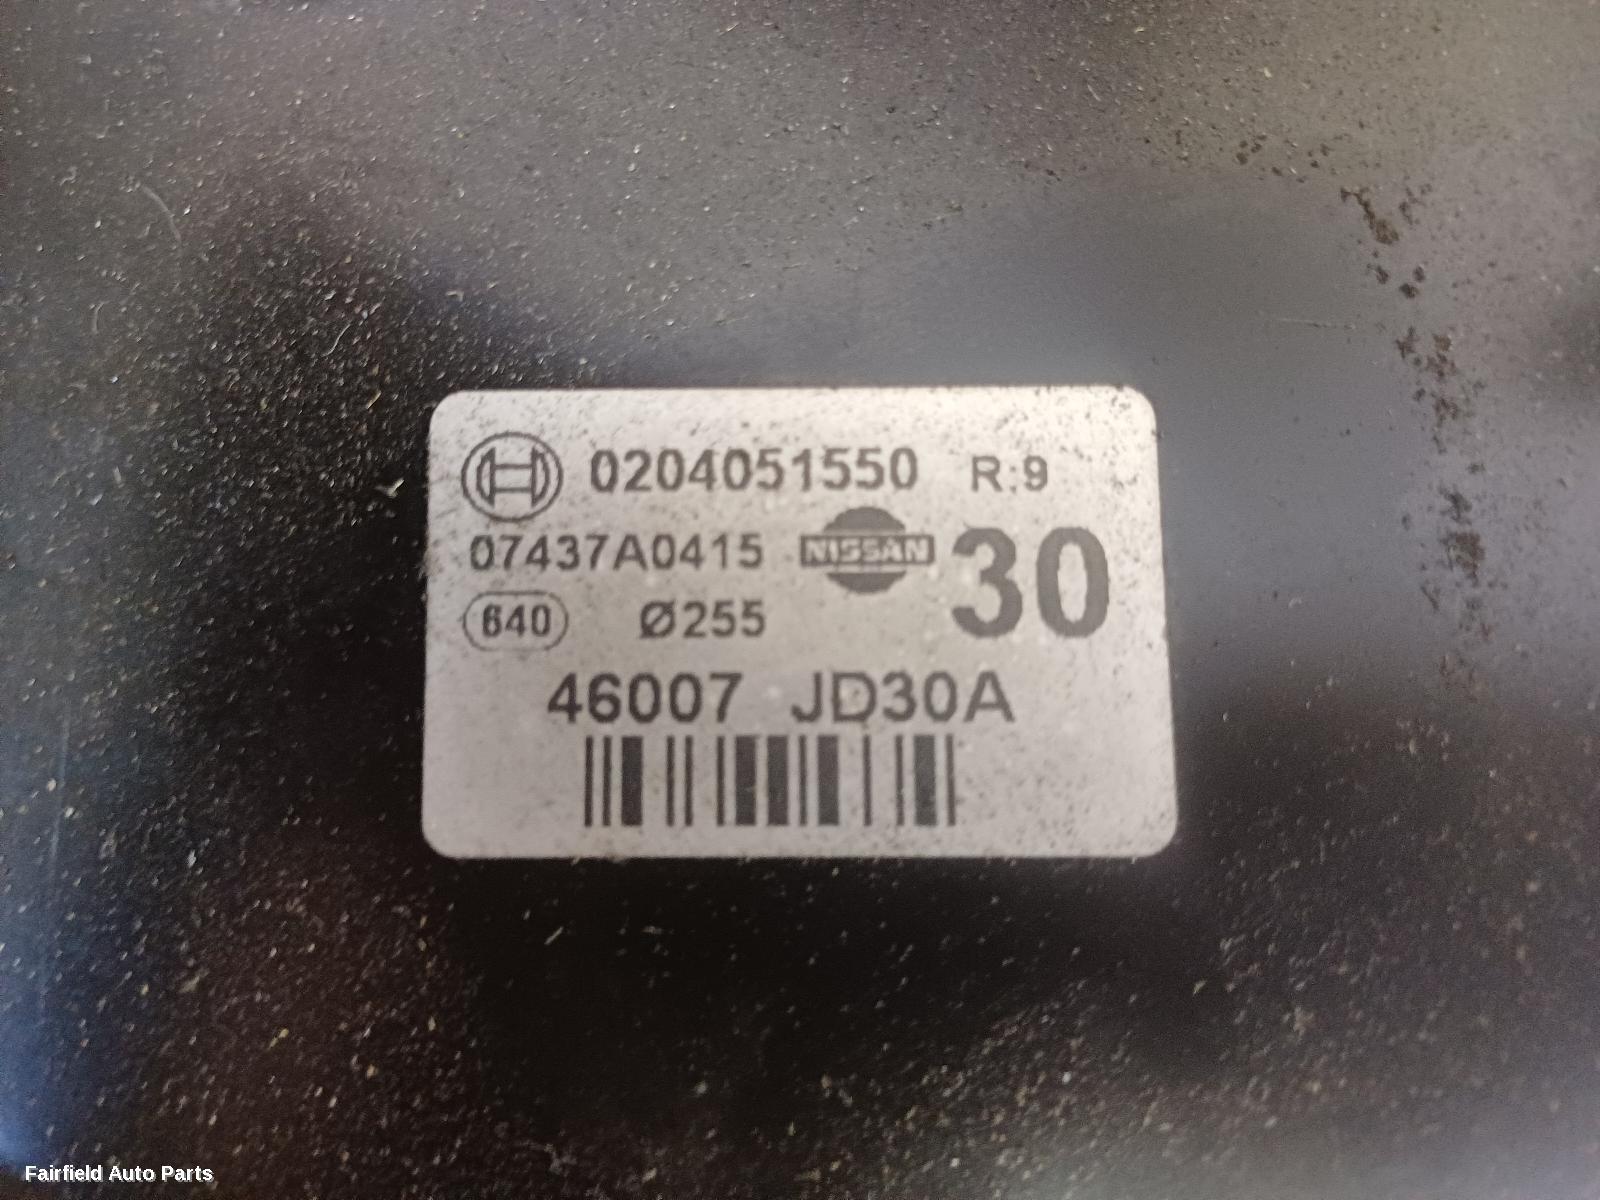 0204051550 R:9
07437A0415 NISSAN 30
640 Ø255
46007 JD30A
Fairfield Auto Parts